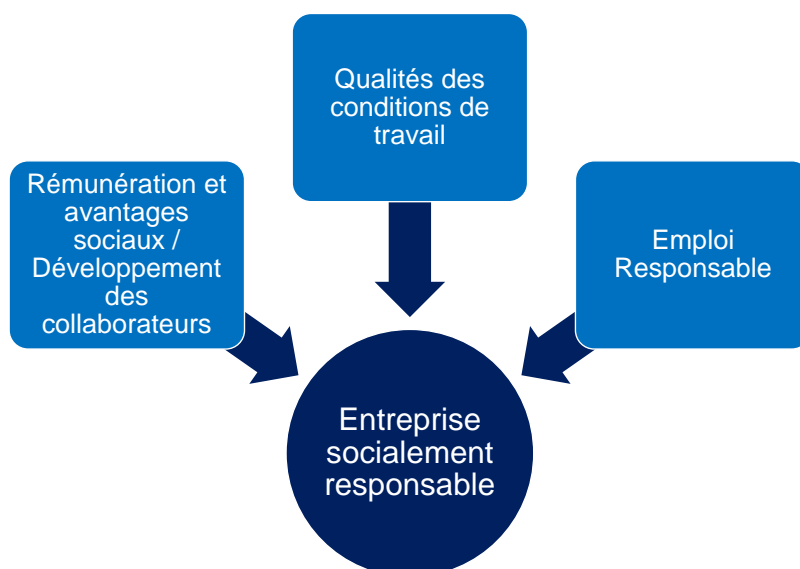 Qualités des
conditions de
travail
Rémunération et
avantages
sociaux /
Développement
des
collaborateurs
Emploi
Responsable
Entreprise
socialement
responsable